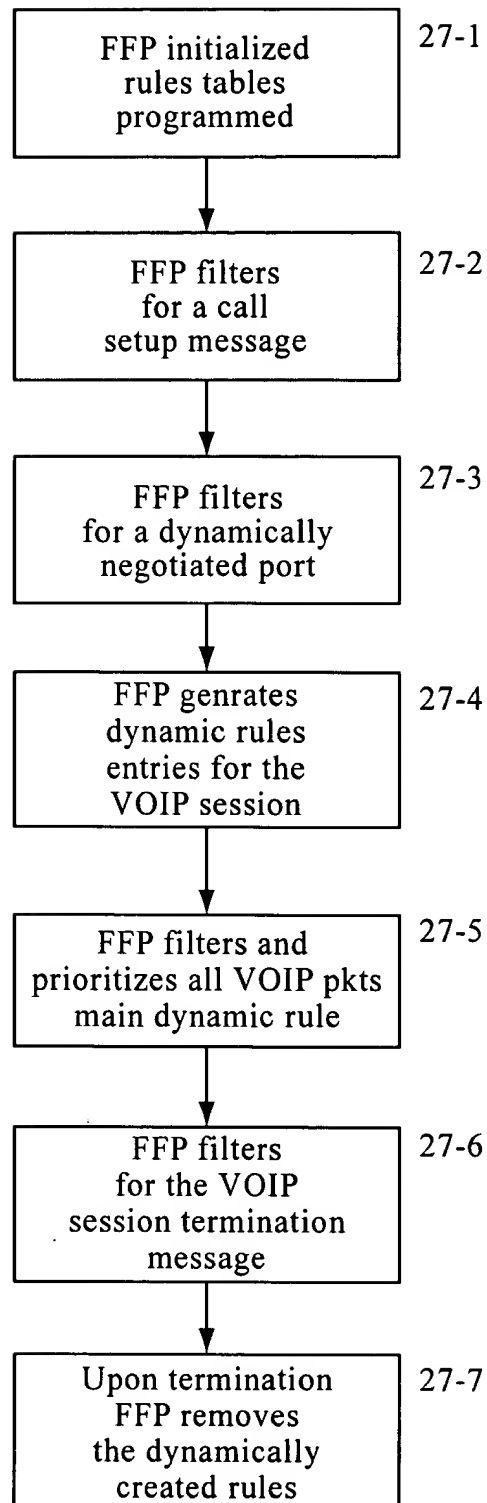 FFP initialized
rules tables
programmed
27-1
FFP filters
for a call
setup message
27-2
FFP filters
for a dynamically
negotiated port
27-3
FFP genrates
dynamic rules
entries for the
VOIP session
27-4
FFP filters and
prioritizes all VOIP pkts
main dynamic rule
27-5
FFP filters
for the VOIP
session termination
message
27-6
Upon termination
FFP removes
the dynamically
created rules
27-7